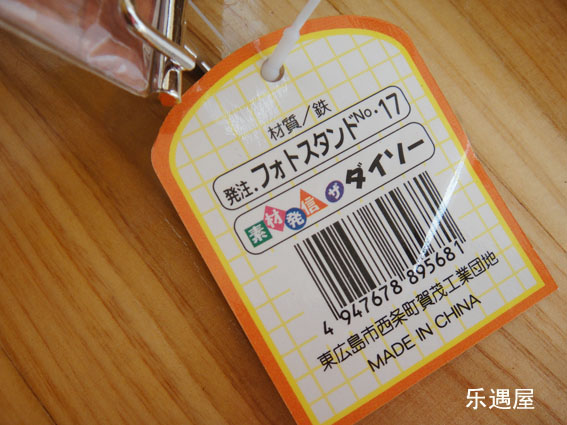 材質／鉄
発注.フォトスタンドNo.17
素材発信 ザ ダイソー
4 947678 895681
東広島市西条町賀茂工業団地
MADE IN CHINA
乐遇屋